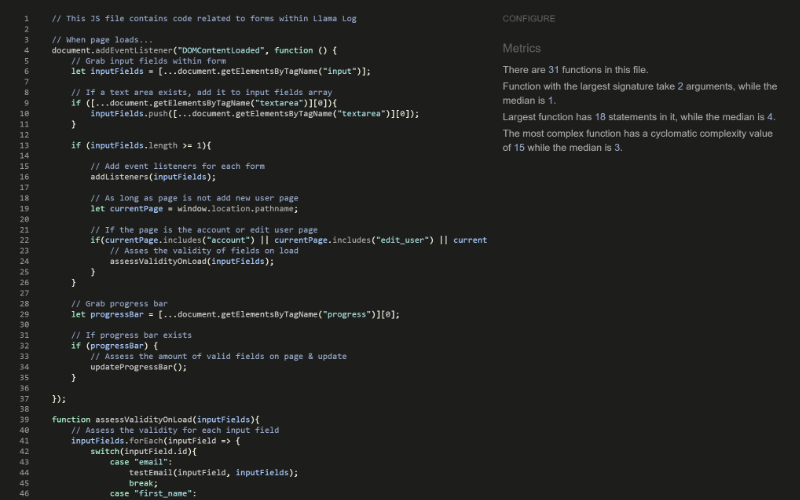 1 // This JS file contains code related to forms within Llama Log
2
3 // When page loads...
4 document.addEventListener("DOMContentLoaded", function () {
5 // Grab input fields within form
6 let inputFields = [...document.getElementsByTagName("input")];
7
8 // If a text area exists, add it to input fields array
9 if ([...document.getElementsByTagName("textarea")][0]){
10 inputFields.push([...document.getElementsByTagName("textarea")][0]);
11 }
12
13 if (inputFields.length >= 1){
14
15 // Add event listeners for each form
16 addListeners(inputFields);
17
18 // As long as page is not add new user page
19 let currentPage = window.location.pathname;
20
21 // If the page is the account or edit user page
22 if(currentPage.includes("account") || currentPage.includes("edit_user") || current
23 // Asses the validity of fields on load
24 assessValidityOnLoad(inputFields);
25 }
26 }
27
28 // Grab progress bar
29 let progressBar = [...document.getElementsByTagName("progress")][0];
30
31 // If progress bar exists
32 if (progressBar) {
33 // Assess the amount of valid fields on page & update
34 updateProgressBar();
35 }
36
37 });
38
39 function assessValidityOnLoad(inputFields){
40 // Assess the validity for each input field
41 inputFields.forEach(inputField => {
42 switch(inputField.id){
43 case "email":
44 testEmail(inputField, inputFields);
45 break;
46 case "first_name":
CONFIGURE
Metrics
There are 31 functions in this file.
Function with the largest signature take 2 arguments, while the
median is 1.
Largest function has 18 statements in it, while the median is 4.
The most complex function has a cyclomatic complexity value
of 15 while the median is 3.